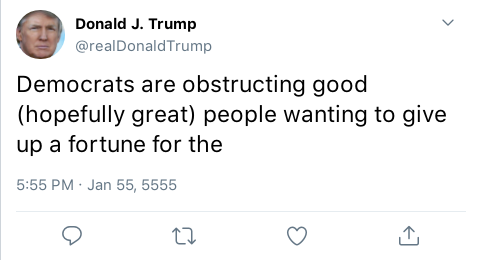 Donald J. Trump
@realDonaldTrump
Democrats are obstructing good
(hopefully great) people wanting to give
up a fortune for the
5:55 PM · Jan 55, 5555